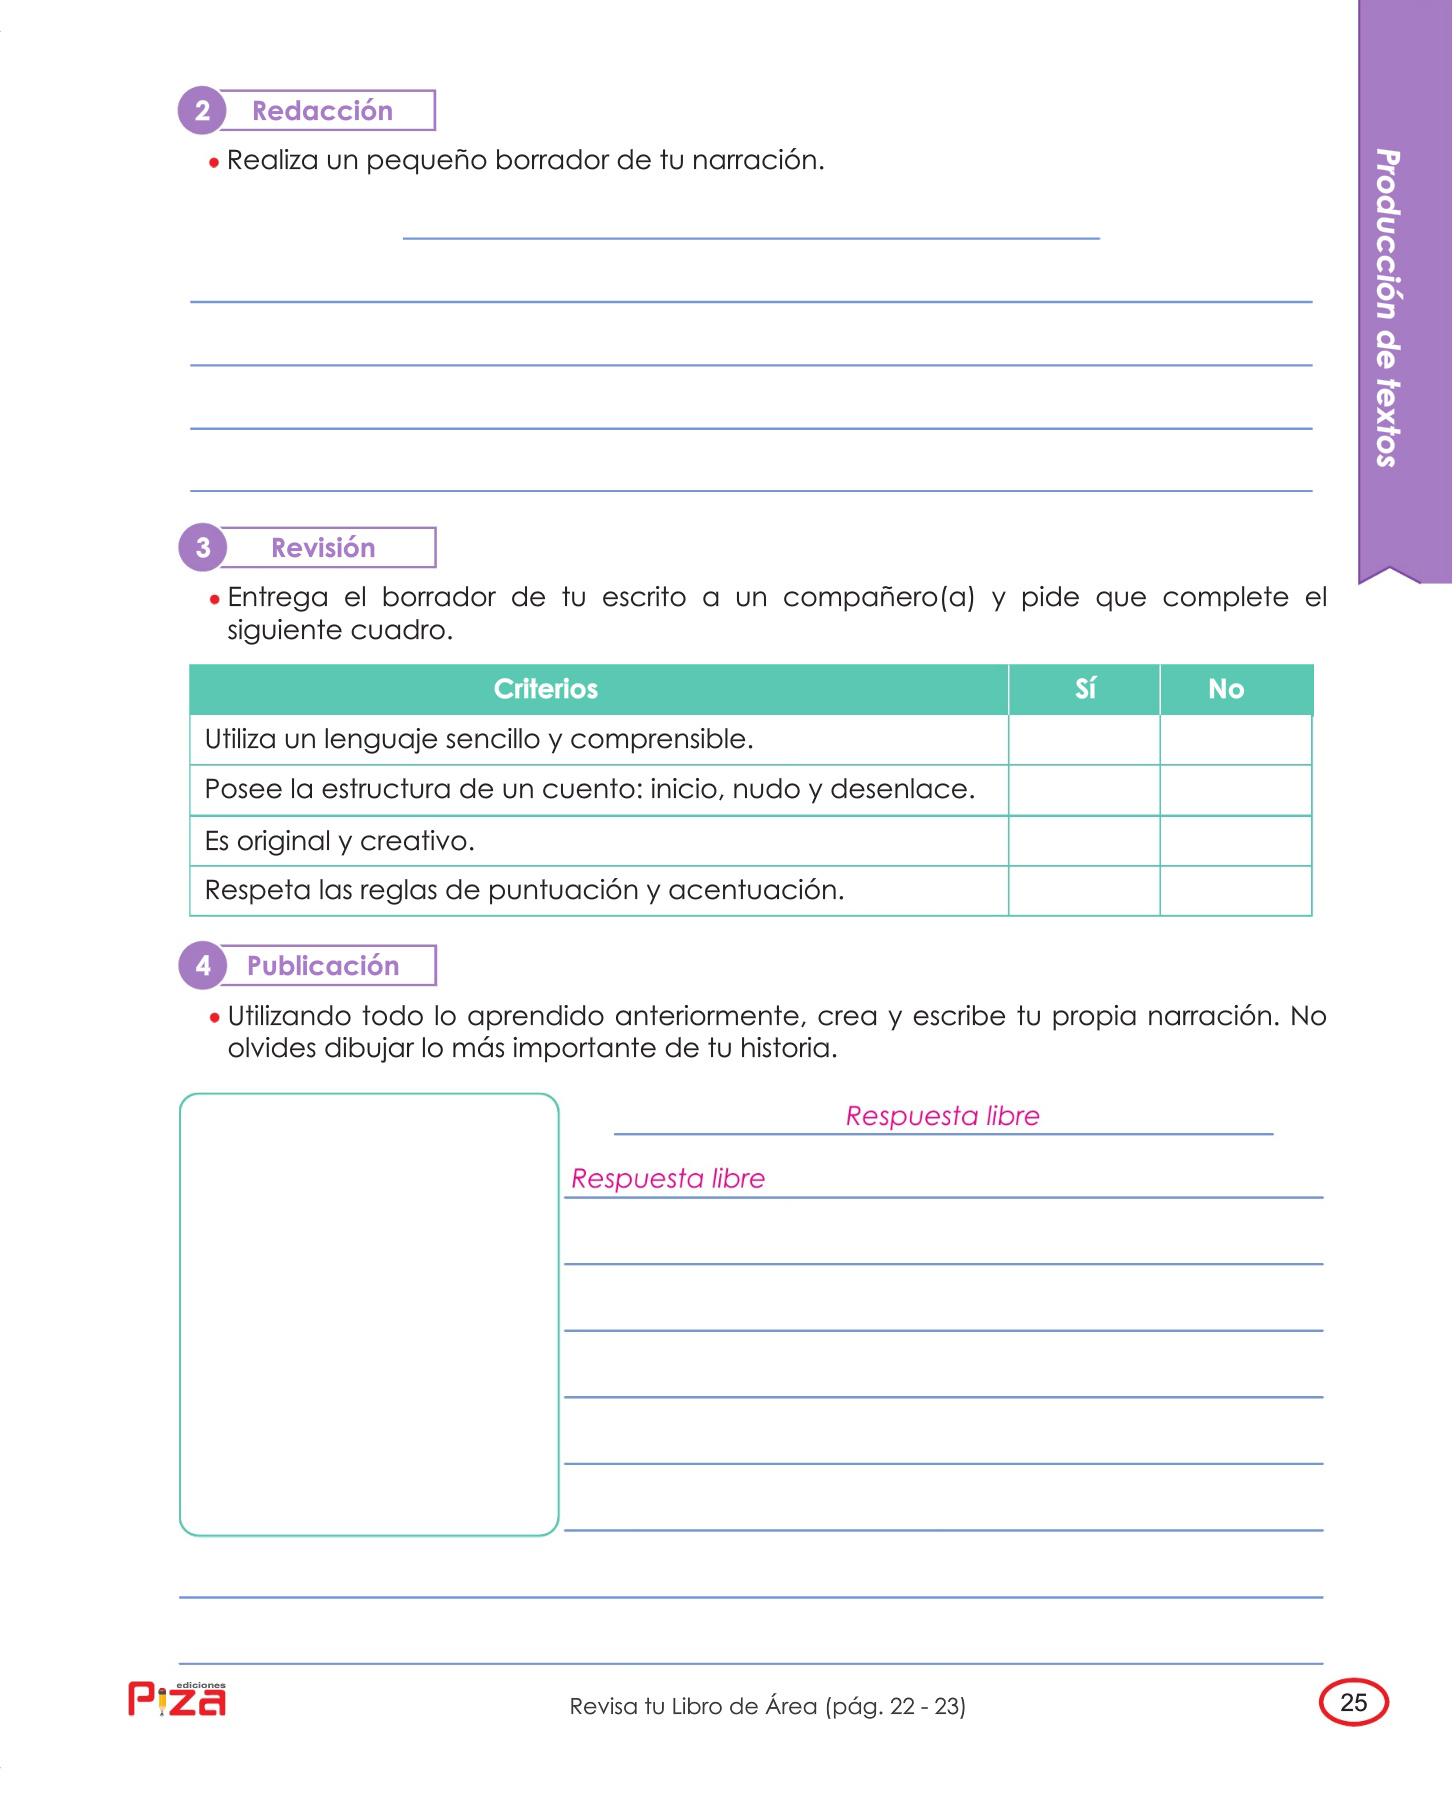 2 Redacción
• Realiza un pequeño borrador de tu narración.
3 Revisión
• Entrega el borrador de tu escrito a un compañero(a) y pide que complete el
siguiente cuadro.
Criterios Sí No
Utiliza un lenguaje sencillo y comprensible.
Posee la estructura de un cuento: inicio, nudo y desenlace.
Es original y creativo.
Respeta las reglas de puntuación y acentuación.
4 Publicación
• Utilizando todo lo aprendido anteriormente, crea y escribe tu propia narración. No
olvides dibujar lo más importante de tu historia.
Respuesta libre
Respuesta libre
Producción de textos
ediciones
Piza
Revisa tu Libro de Área (pág. 22 - 23)
25